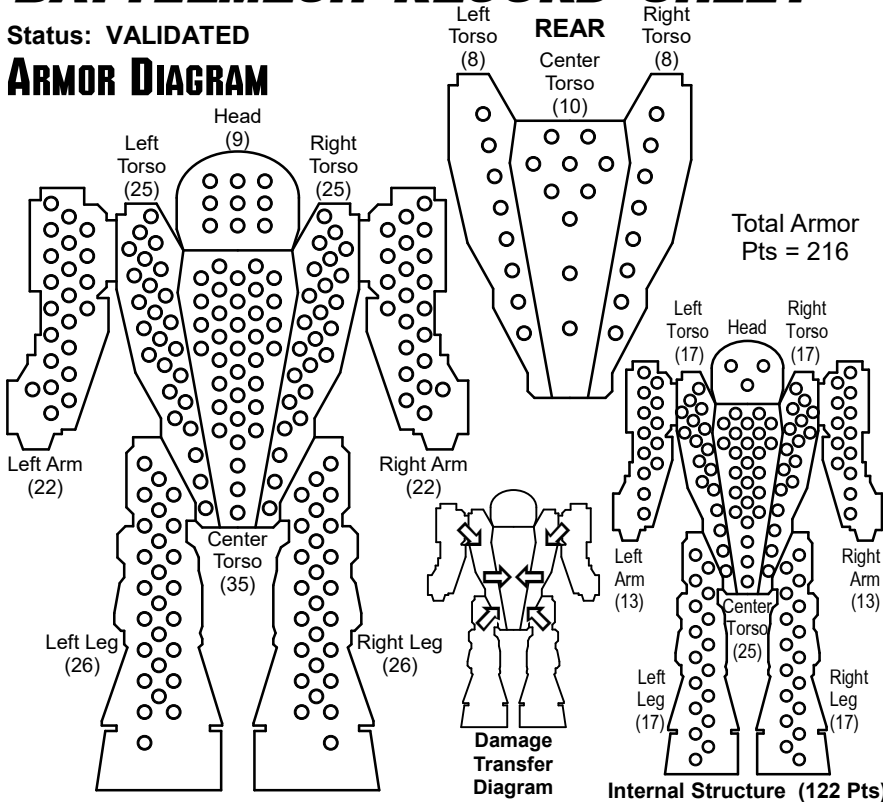 BATTLEMECH RECORD SHEET
Status: VALIDATED
ARMOR DIAGRAM
Head
(9)
Left
Torso
(25)
Right
Torso
(25)
Left Arm
(22)
Right Arm
(22)
Center
Torso
(35)
Left Leg
(26)
Right Leg
(26)
Left
Torso
(8)
REAR
Center
Torso
(10)
Right
Torso
(8)
Total Armor
Pts = 216
Left
Torso
(17)
Head
Right
Torso
(17)
Left
Arm
(13)
Right
Arm
(13)
Center
Torso
(25)
Left
Leg
(17)
Right
Leg
(17)
Damage
Transfer
Diagram
Internal Structure (122 Pts)